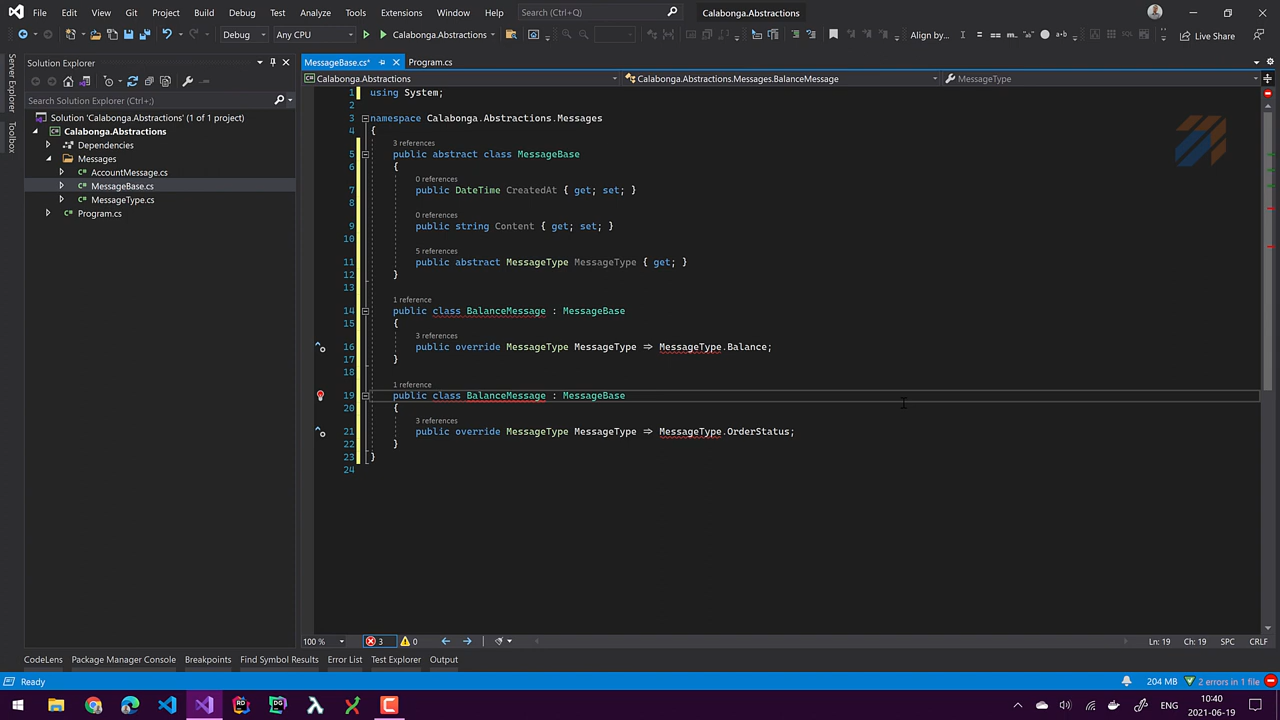 File Edit View Git Project Build Debug Test Analyze Tools Extensions Window Help Search (Ctrl+Q) Calabonga.Abstractions
Debug Any CPU Calabonga.Abstractions Align by... Live Share
Server Explorer
Toolbox
Solution Explorer
Search Solution Explorer (Ctrl+;)
Solution 'Calabonga.Abstractions' (1 of 1 project)
Calabonga.Abstractions
Dependencies
Messages
AccountMessage.cs
MessageBase.cs
MessageType.cs
Program.cs
MessageBase.cs* Program.cs
Calabonga.Abstractions Calabonga.Abstractions.Messages.BalanceMessage MessageType
1 using System;
2
3 namespace Calabonga.Abstractions.Messages
4 {
3 references
5 public abstract class MessageBase
6 {
0 references
7 public DateTime CreatedAt { get; set; }
8
0 references
9 public string Content { get; set; }
10
5 references
11 public abstract MessageType MessageType { get; }
12 }
13
1 reference
14 public class BalanceMessage : MessageBase
15 {
3 references
16 public override MessageType MessageType => MessageType.Balance;
17 }
18
1 reference
19 public class BalanceMessage : MessageBase
20 {
3 references
21 public override MessageType MessageType => MessageType.OrderStatus;
22 }
23 }
24
100 % 3 0 Ln: 19 Ch: 19 SPC CRLF
CodeLens Package Manager Console Breakpoints Find Symbol Results Error List Test Explorer Output
Ready 204 MB 2 errors in 1 file
ENG 10:40
2021-06-19